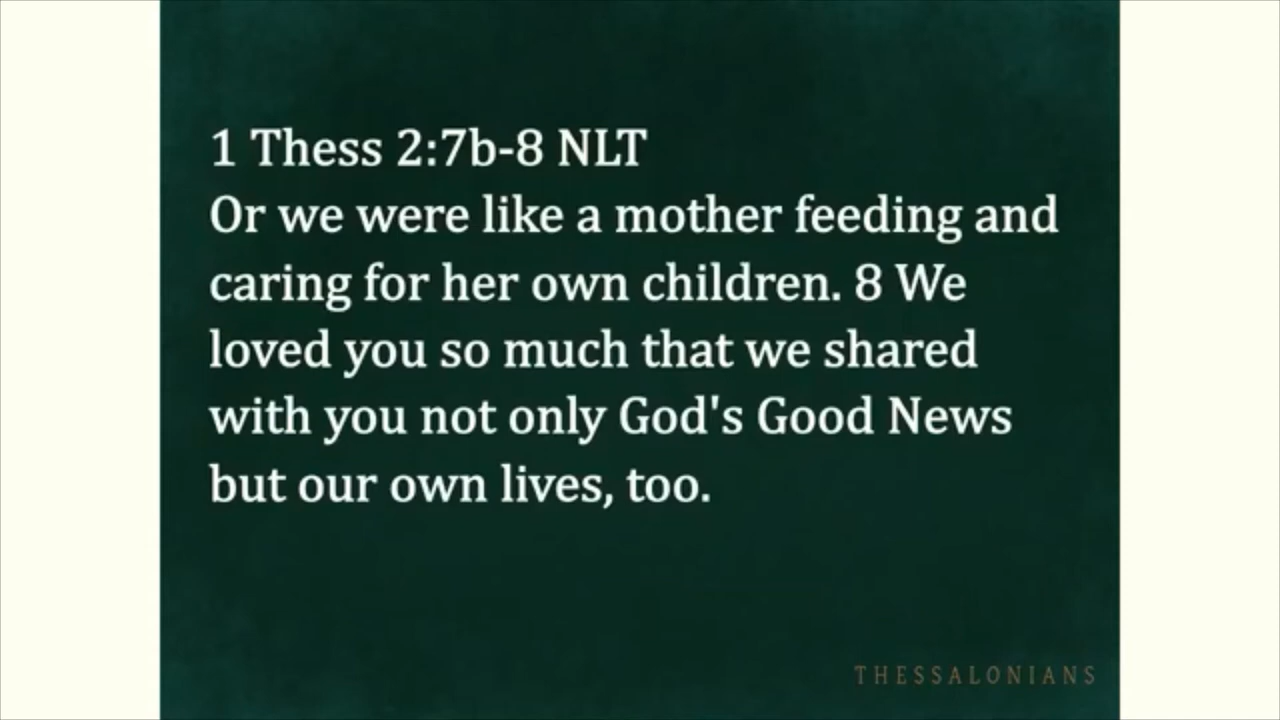 1 Thess 2:7b-8 NLT
Or we were like a mother feeding and
caring for her own children. 8 We
loved you so much that we shared
with you not only God's Good News
but our own lives, too.
THESSALONIANS